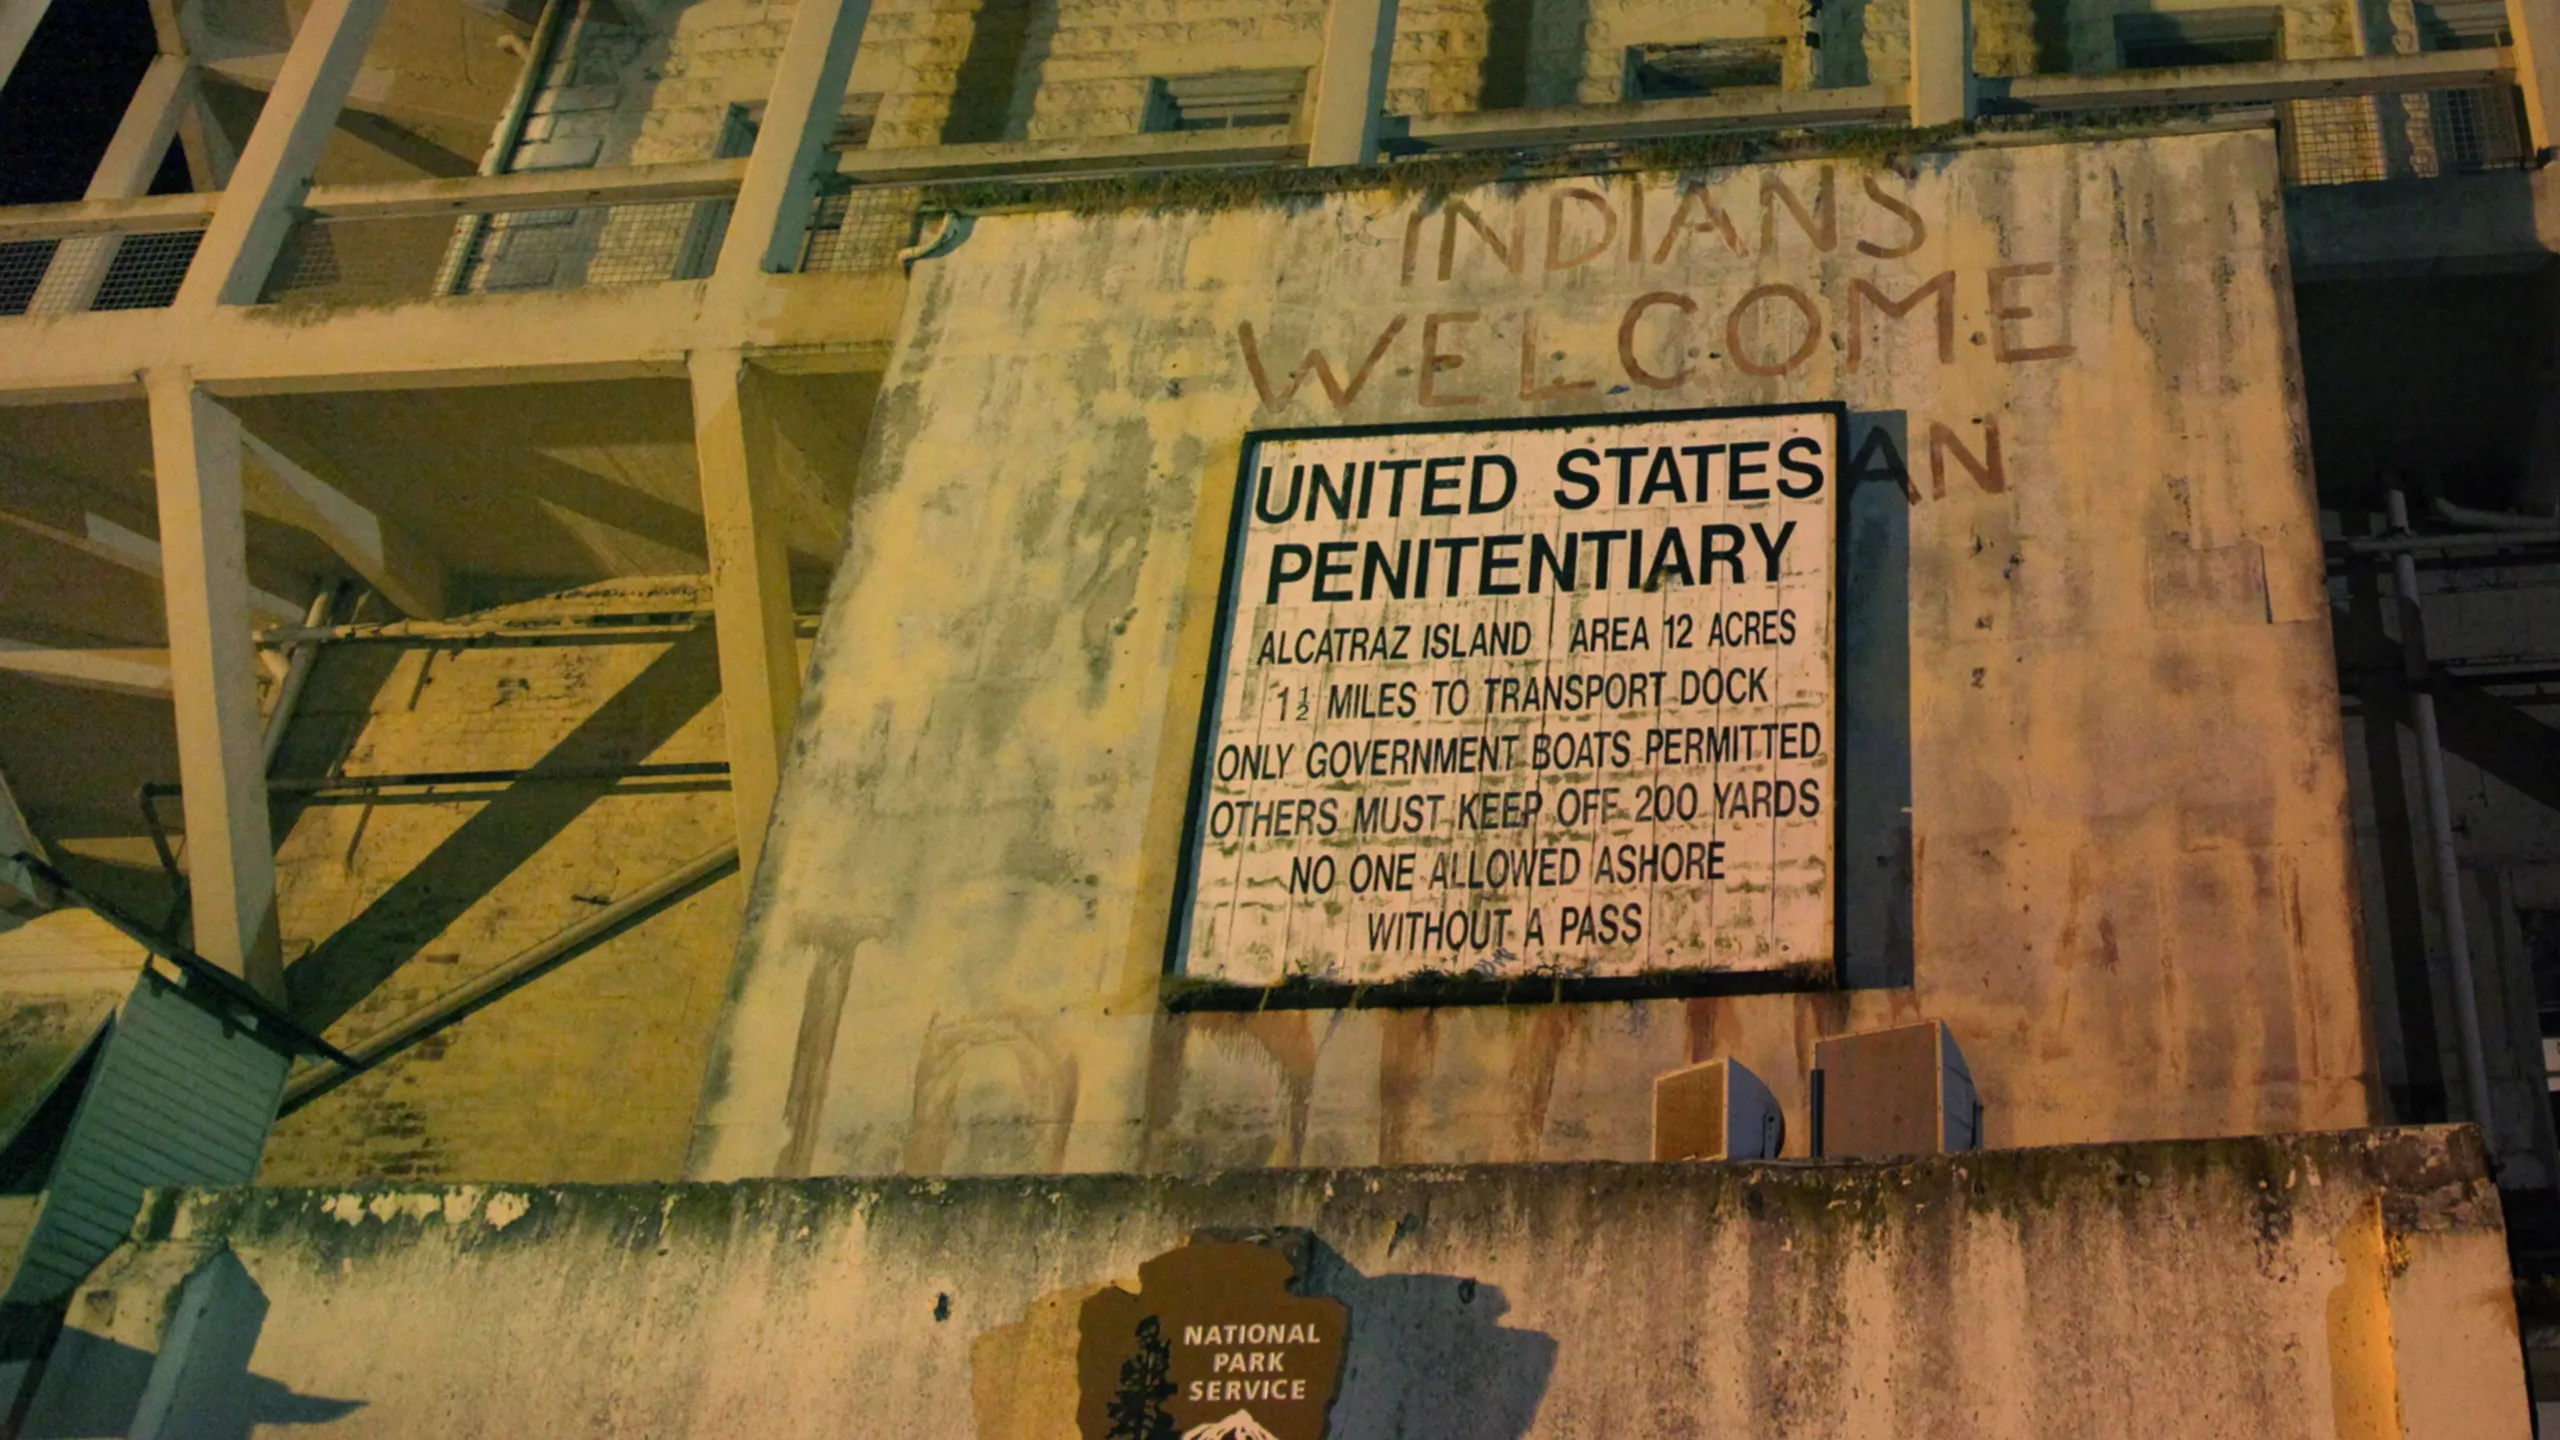 INDIANS
WELCOME
AN
UNITED STATES
PENITENTIARY
ALCATRAZ ISLAND AREA 12 ACRES
1½ MILES TO TRANSPORT DOCK
ONLY GOVERNMENT BOATS PERMITTED
OTHERS MUST KEEP OFF 200 YARDS
NO ONE ALLOWED ASHORE
WITHOUT A PASS
NATIONAL
PARK
SERVICE